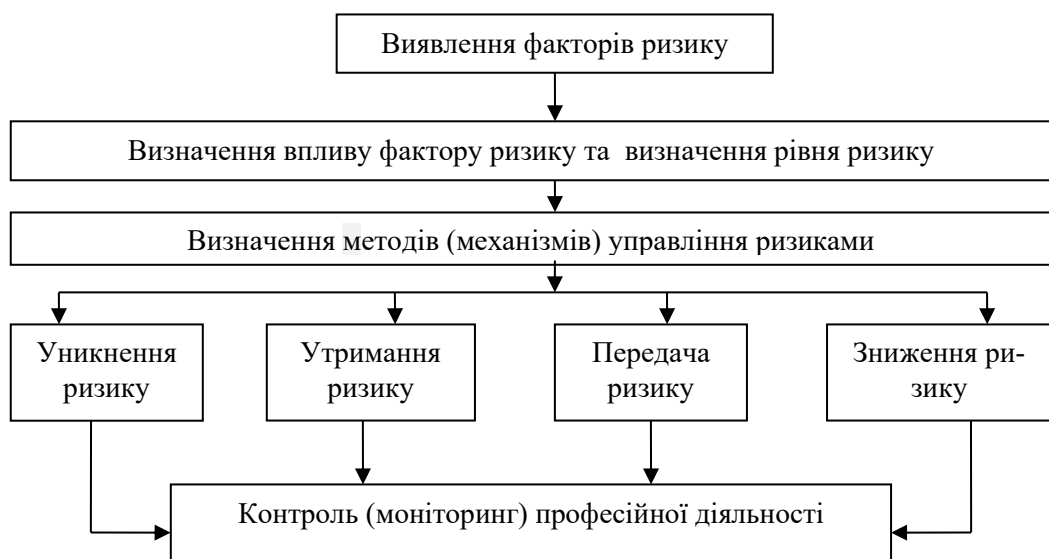 Виявлення факторів ризику
Визначення впливу фактору ризику та визначення рівня ризику
Визначення методів (механізмів) управління ризиками
Уникнення
ризику
Утримання
ризику
Передача
ризику
Зниження ри-
зику
Контроль (моніторинг) професійної діяльності